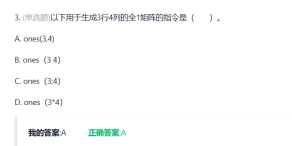 3. (单选题)以下用于生成3行4列的全1矩阵的指令是（　　）。
A. ones(3,4)
B. ones（3 4）
C. ones（3;4）
D. ones（3*4）
我的答案:A 正确答案:A